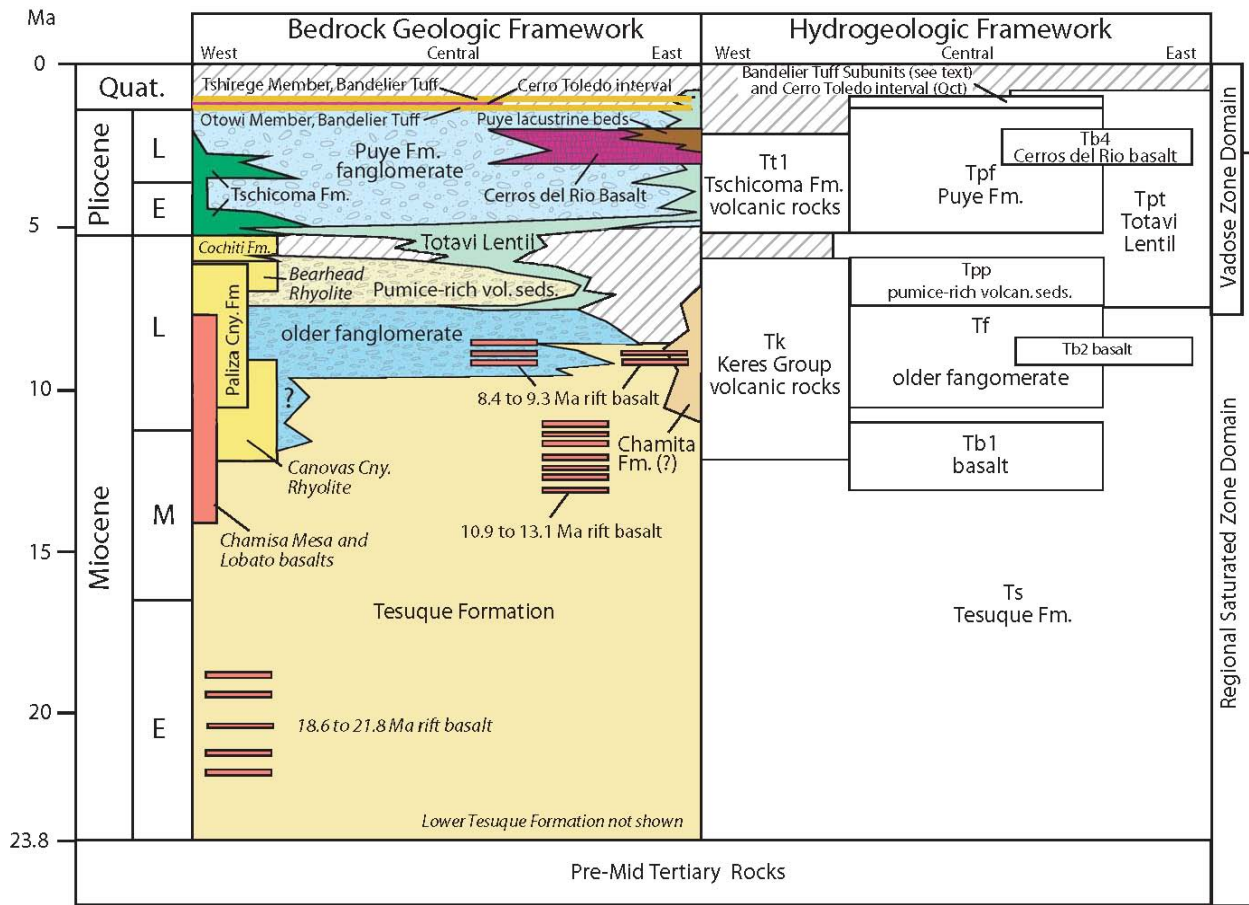 Ma
Bedrock Geologic Framework
Hydrogeologic Framework
West
Central
East
West
Central
East
0
5
10
15
20
23.8
Quat.
Pliocene
L
E
Miocene
L
M
E
Tshirege Member, Bandelier Tuff
Cerro Toledo interval
Otowi Member, Bandelier Tuff
Puye lacustrine beds
Puye Fm.
fanglomerate
Tschicoma Fm.
Cerros del Rio Basalt
Cochiti Fm.
Totavi Lentil
Bearhead
Rhyolite
Pumice-rich vol. seds.
Paliza Cny. Fm
older fanglomerate
?
8.4 to 9.3 Ma rift basalt
Chamita
Fm. (?)
Canovas Cny.
Rhyolite
10.9 to 13.1 Ma rift basalt
Chamisa Mesa and
Lobato basalts
Tesuque Formation
18.6 to 21.8 Ma rift basalt
Lower Tesuque Formation not shown
Bandelier Tuff Subunits (see text)
and Cerro Toledo interval (Qct)
Tt1
Tschicoma Fm.
volcanic rocks
Tpf
Puye Fm.
Tb4
Cerros del Rio basalt
Tpt
Totavi
Lentil
Tpp
pumice-rich volcan. seds.
Tk
Keres Group
volcanic rocks
Tf
Tb2 basalt
older fangomerate
Tb1
basalt
Ts
Tesuque Fm.
Vadose Zone Domain
Regional Saturated Zone Domain
Pre-Mid Tertiary Rocks